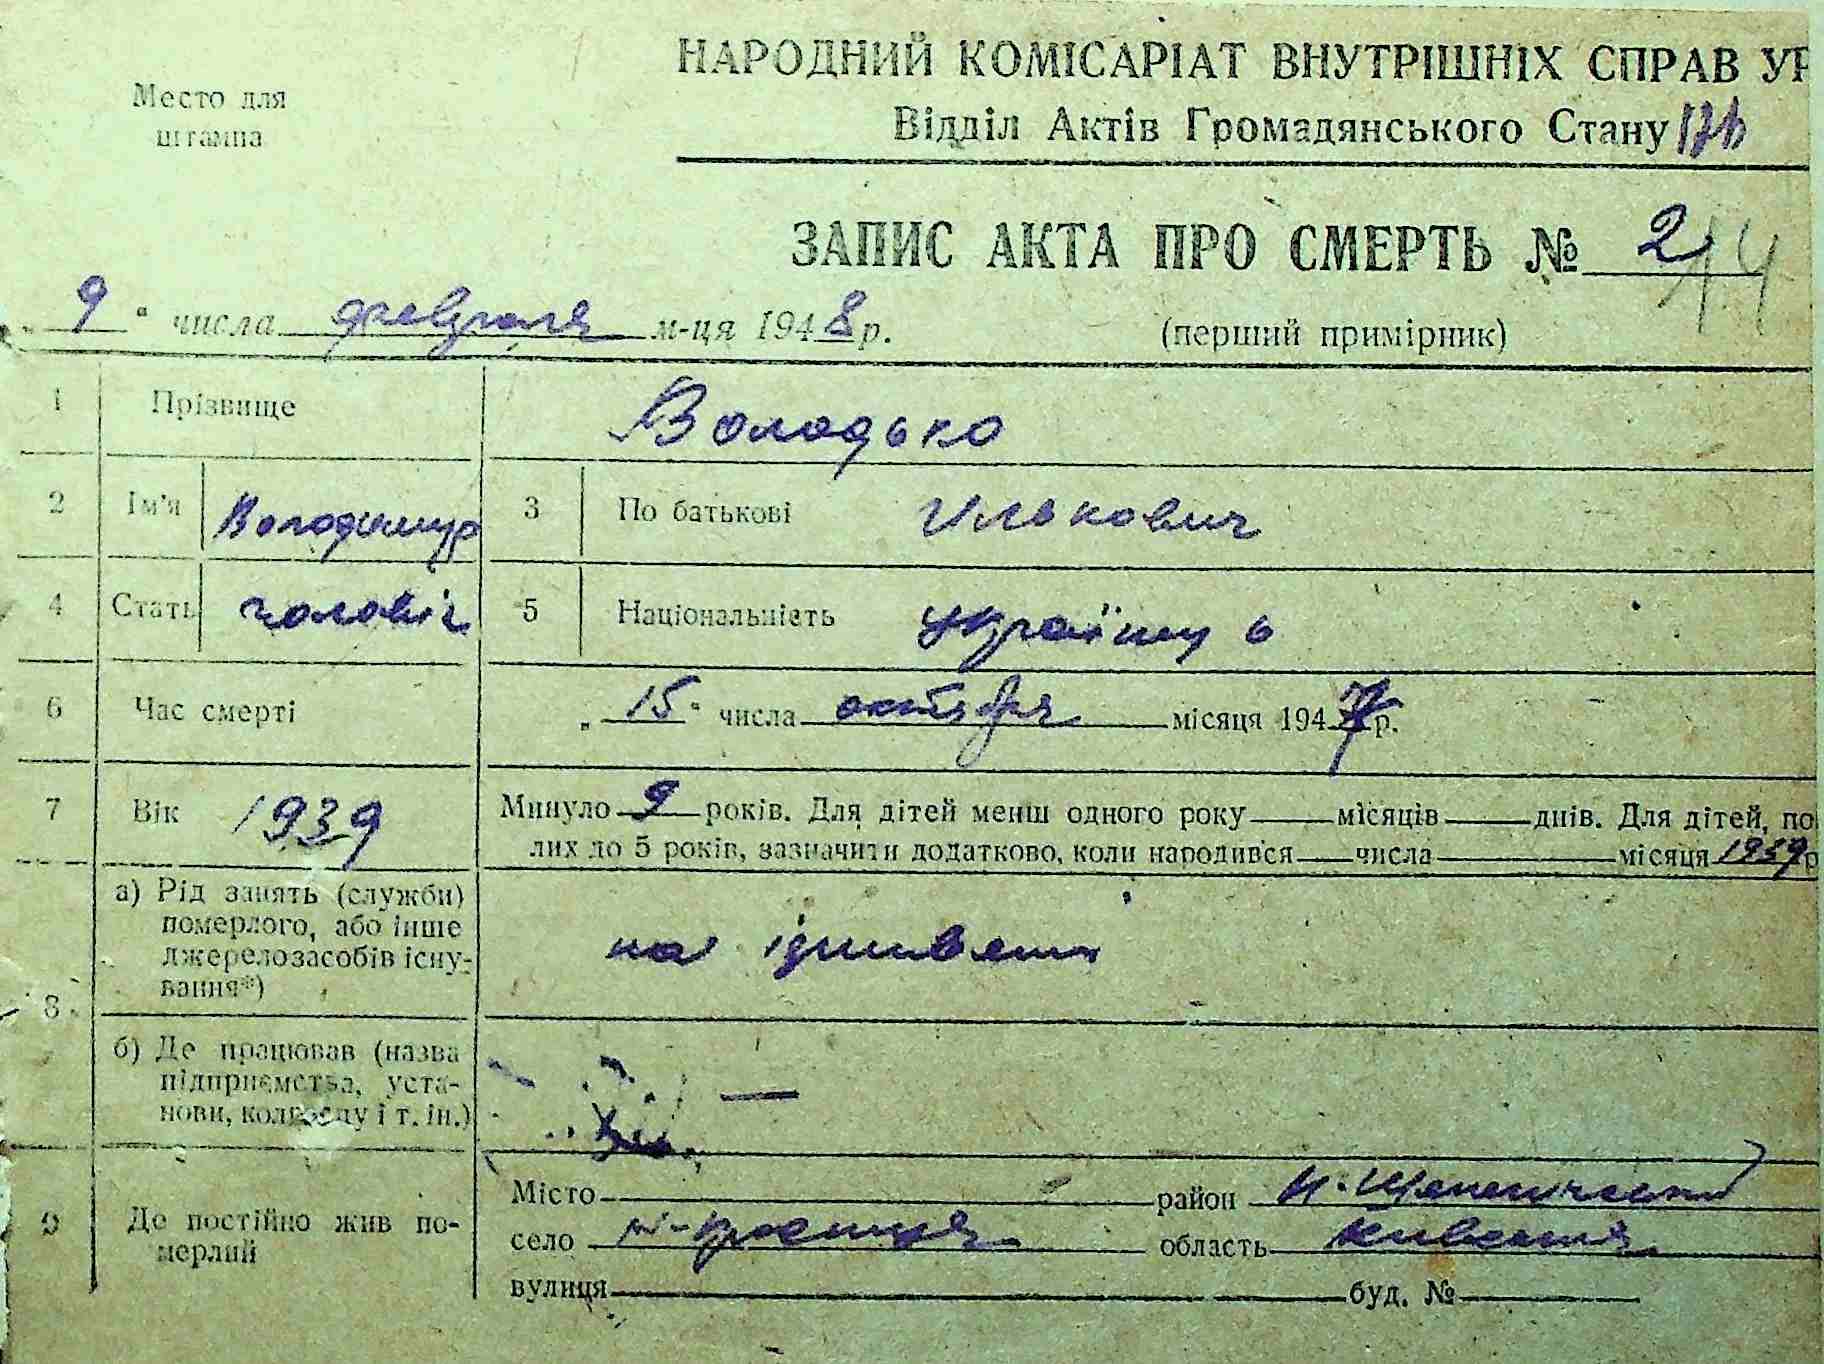 Место для
штампа
НАРОДНИЙ КОМІСАРІАТ ВНУТРІШНІХ СПРАВ УР
Відділ Актів Громадянського Стану
ЗАПИС АКТА ПРО СМЕРТЬ № 2
„ 9 “ числа февраля м-ця 1948 р.
(перший примірник)
1 Прізвище Володько
2 Ім'я Володимир 3 По батькові Илькович
4 Стать чоловіч 5 Національність українць
6 Час смерті „ 15 “ числа октября місяця 1947 р.
7 Вік 1939 Минуло 9 років. Для дітей менш одного року місяців днів. Для дітей, по
лих до 5 років, зазначити додатково, коли народився числа місяця 1939 р
8 а) Рід занять (служби)
померлого, або інше
джерелозасобів існу-
вання*)
на
б) Де працював (назва
підприємства, уста-
нови, колгоспу і т. ін.)
—
9 Де постійно жив по-
мерлий
Місто район
село область
вулиця буд. №